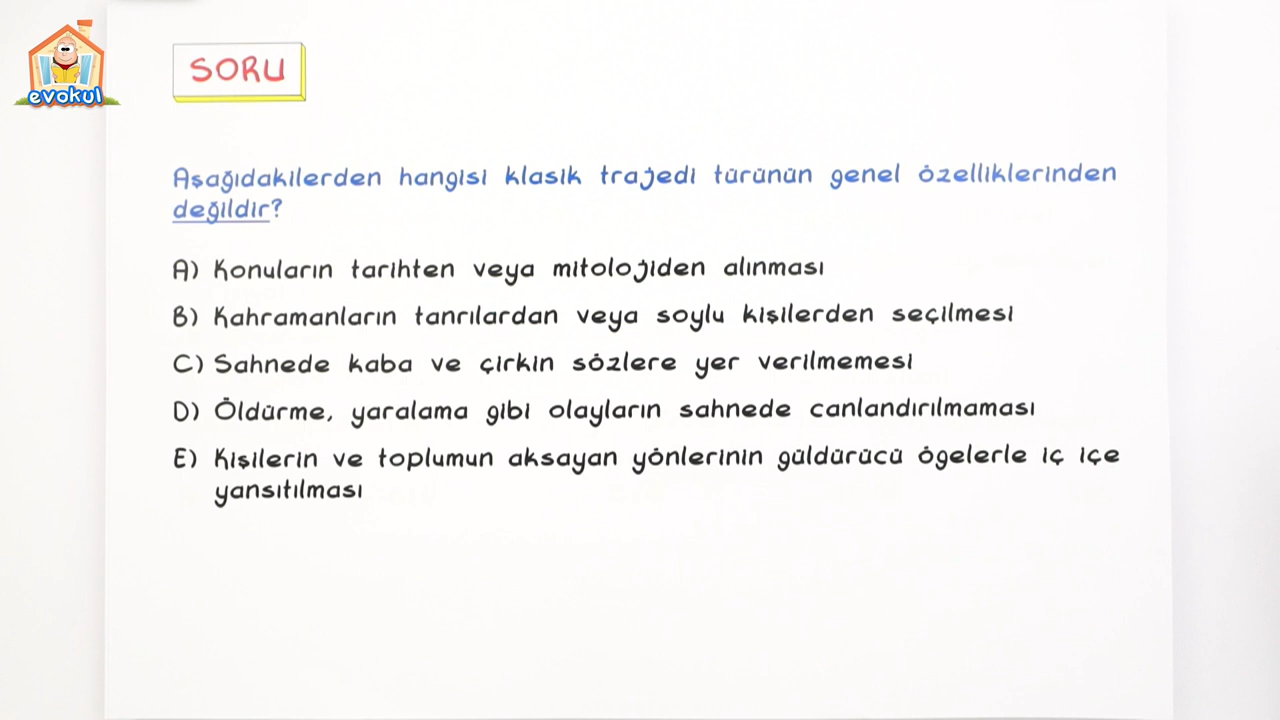 evokul
SORU
Aşağıdakilerden hangisi klasik trajedi türünün genel özelliklerinden
değildir?
A) Konuların tarihten veya mitolojiden alınması
B) Kahramanların tanrılardan veya soylu kişilerden seçilmesi
C) Sahnede kaba ve çirkin sözlere yer verilmemesi
D) Öldürme, yaralama gibi olayların sahnede canlandırılmaması
E) Kişilerin ve toplumun aksayan yönlerinin güldürücü ögelerle iç içe
yansıtılması